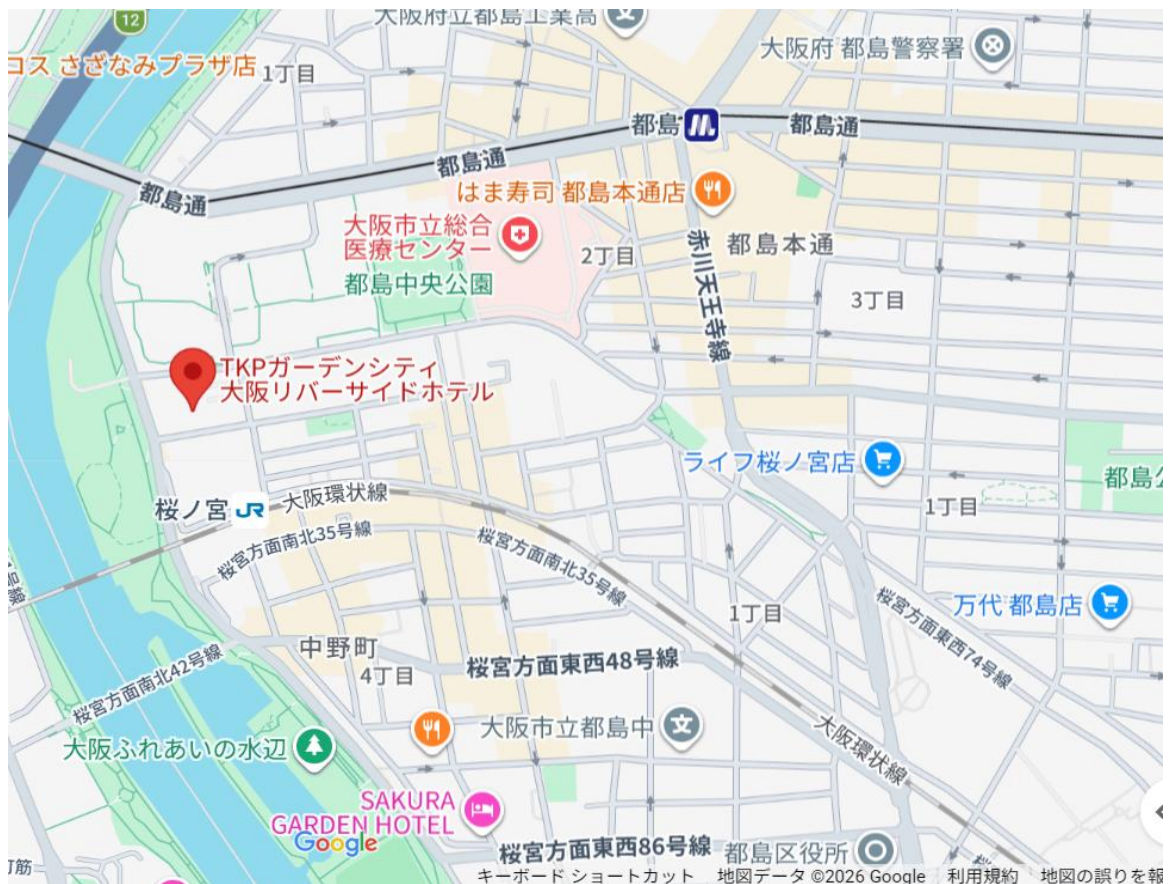 大阪府立都島工業高
12
大阪府 都島警察署
コス さざなみプラザ店
1丁目
都島
都島通
都島通
都島通
はま寿司 都島本通店
大阪市立総合
医療センター
2丁目
都島本通
赤川天王寺線
都島中央公園
3丁目
TKPガーデンシティ
大阪リバーサイドホテル
ライフ桜ノ宮店
都島公
桜ノ宮
JR
大阪環状線
1丁目
桜宮方面南北35号線
桜宮方面南北35号線
万代 都島店
1丁目
桜宮方面東西74号線
中野町
4丁目
桜宮方面東西48号線
桜宮方面南北42号線
大阪市立都島中
文
大阪ふれあいの水辺
大阪環状線
SAKURA
GARDEN HOTEL
Google
桜宮方面東西86号線
都島区役所
町筋
キーボード ショートカット
地図データ ©2026 Google
利用規約
地図の誤りを報